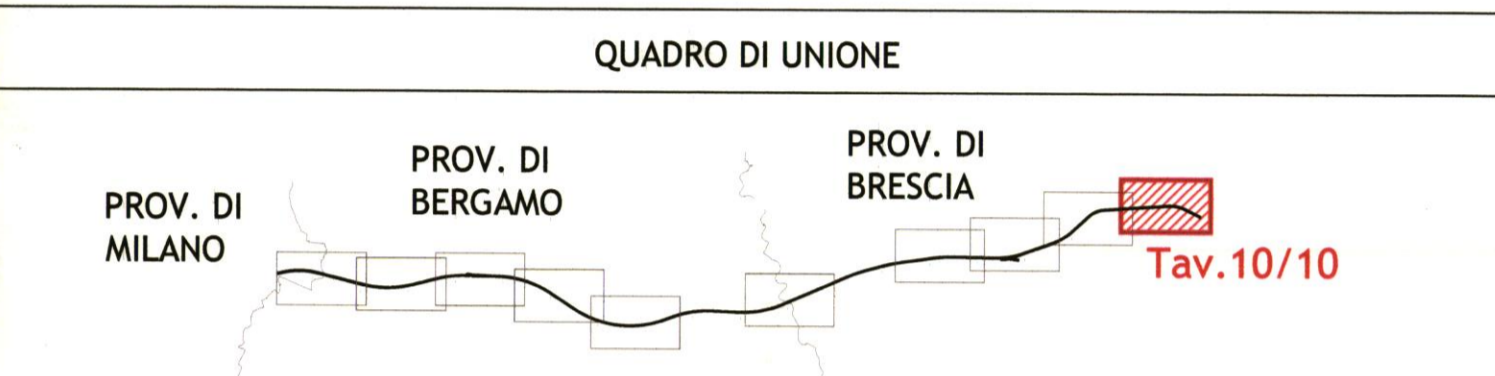 QUADRO DI UNIONE
PROV. DI
MILANO
PROV. DI
BERGAMO
PROV. DI
BRESCIA
Tav.10/10